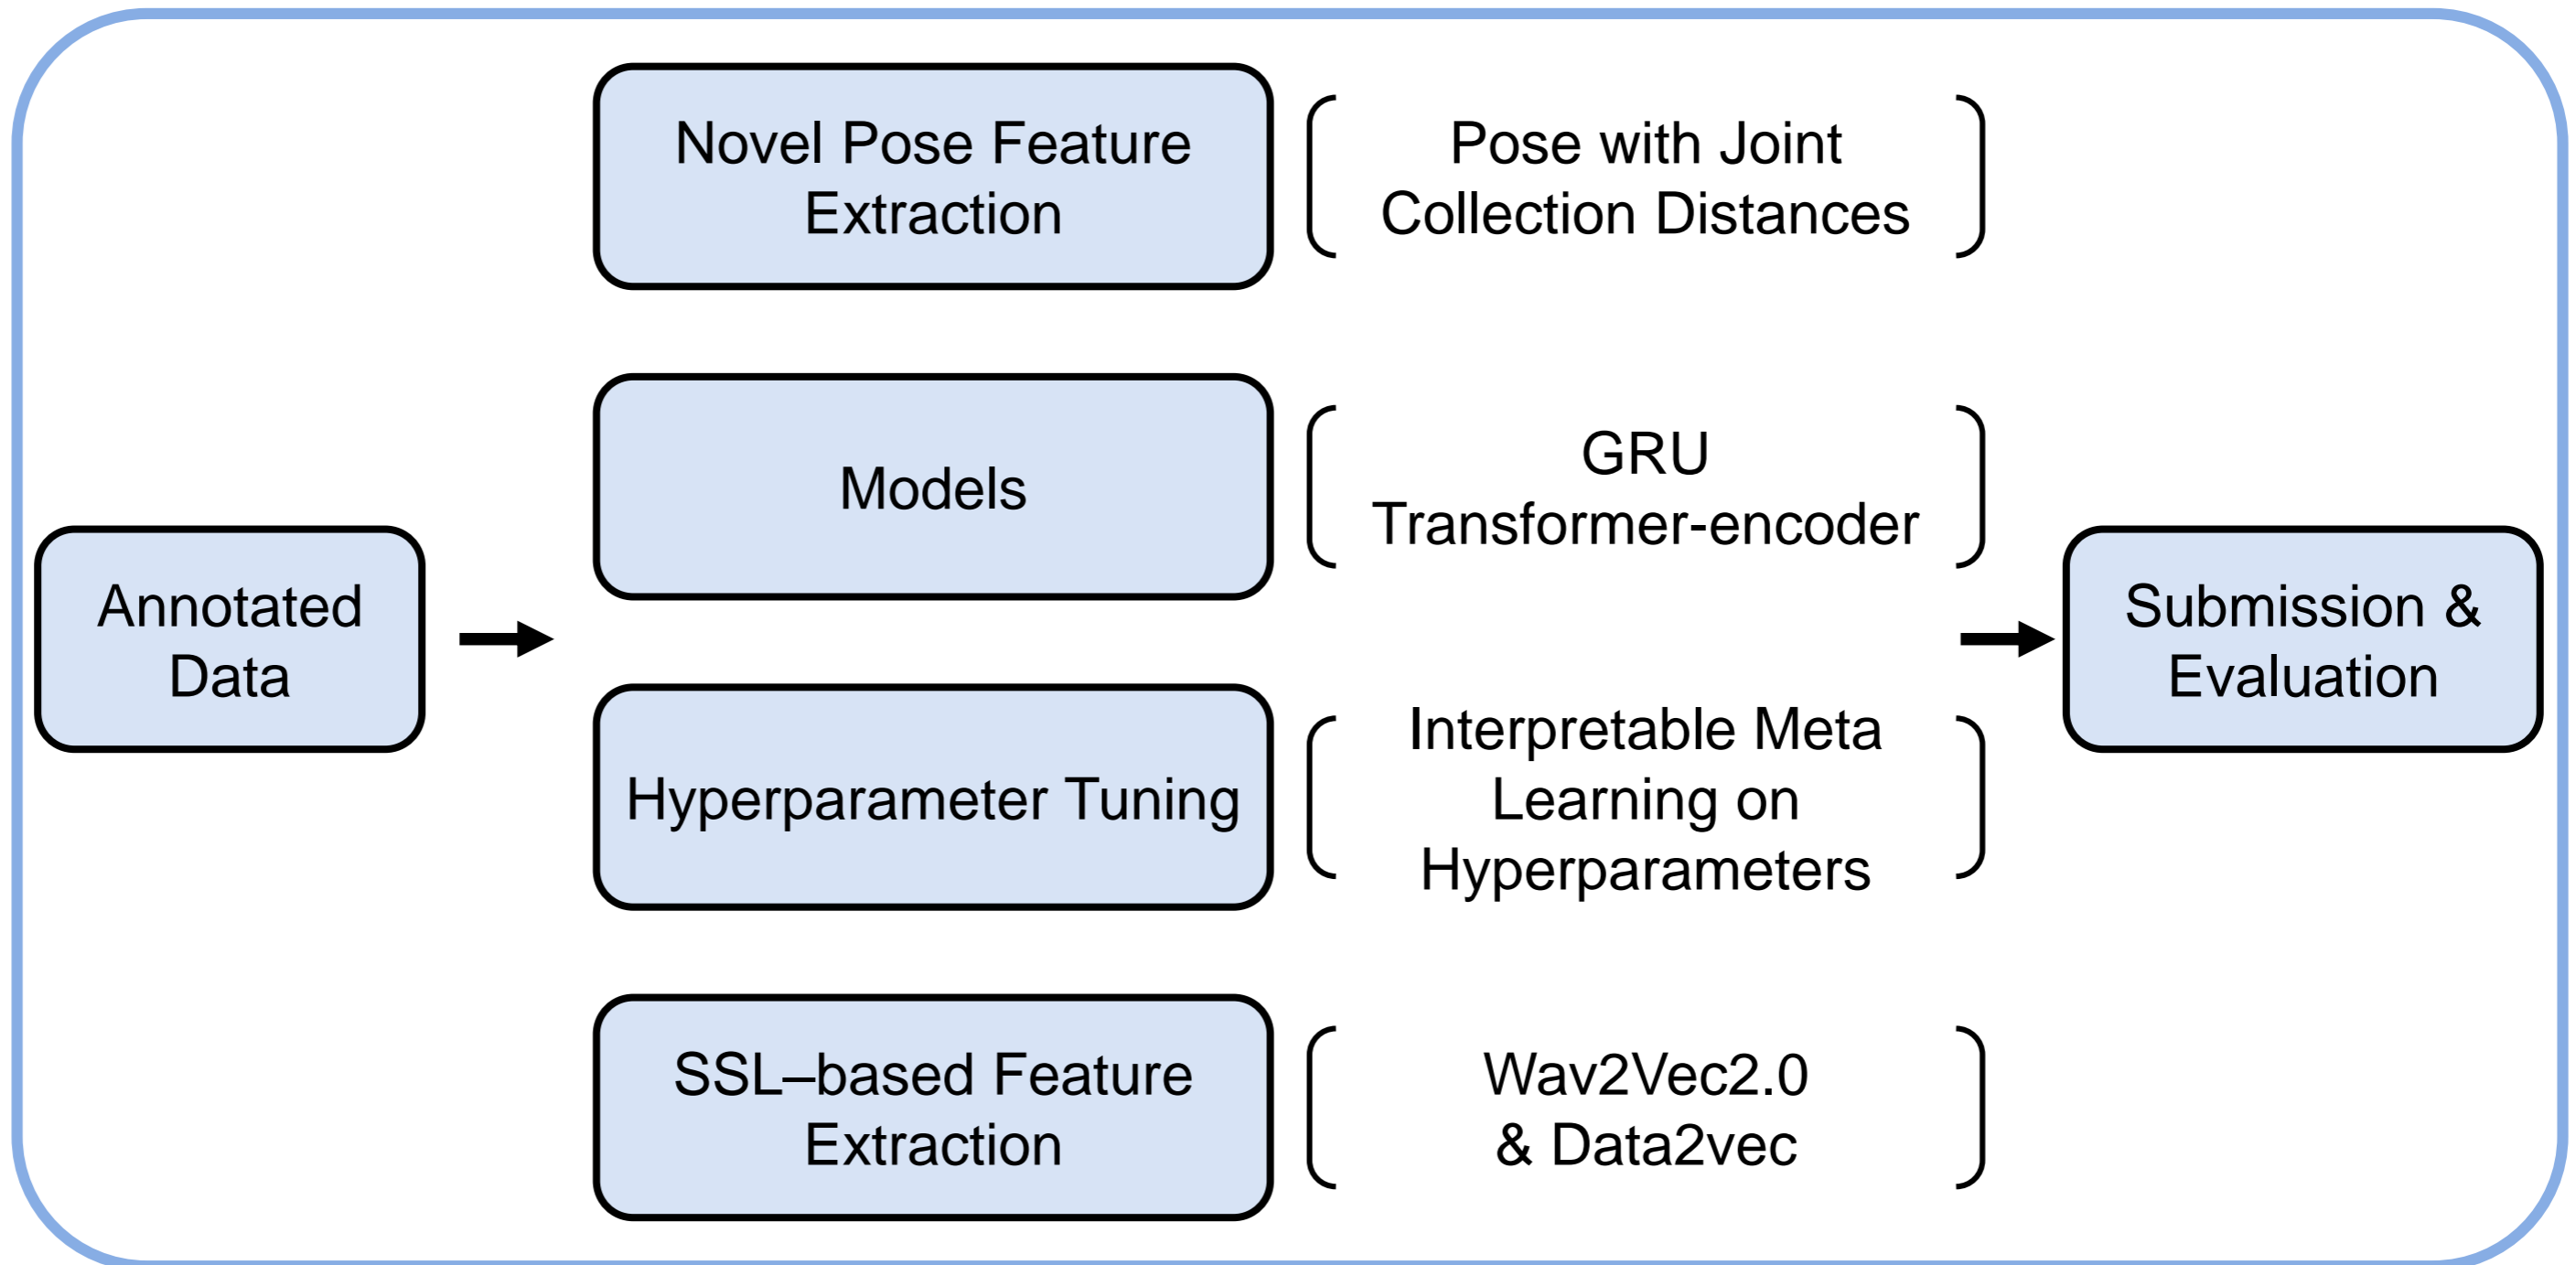 Annotated
Data
Novel Pose Feature
Extraction
Pose with Joint
Collection Distances
Models
GRU
Transformer-encoder
Hyperparameter Tuning
Interpretable Meta
Learning on
Hyperparameters
SSL–based Feature
Extraction
Wav2Vec2.0
& Data2vec
Submission &
Evaluation